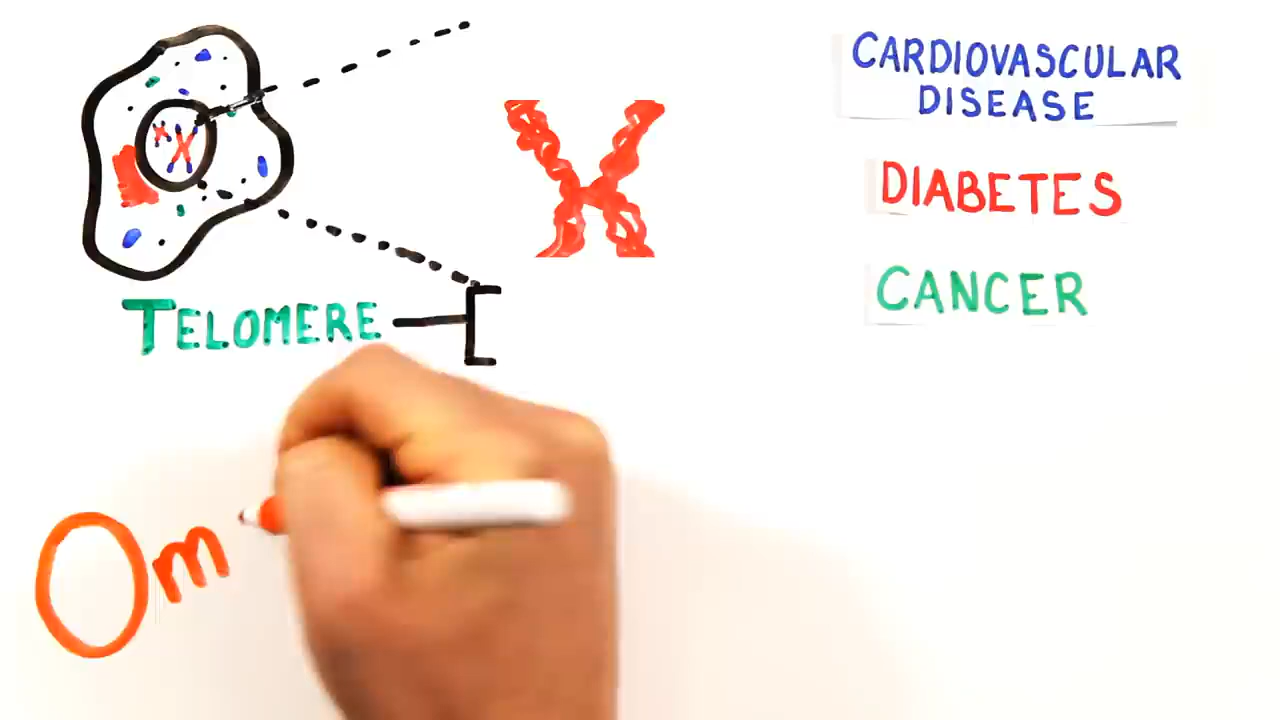 CARDIOVASCULAR
DISEASE
DIABETES
CANCER
TELOMERE
Om